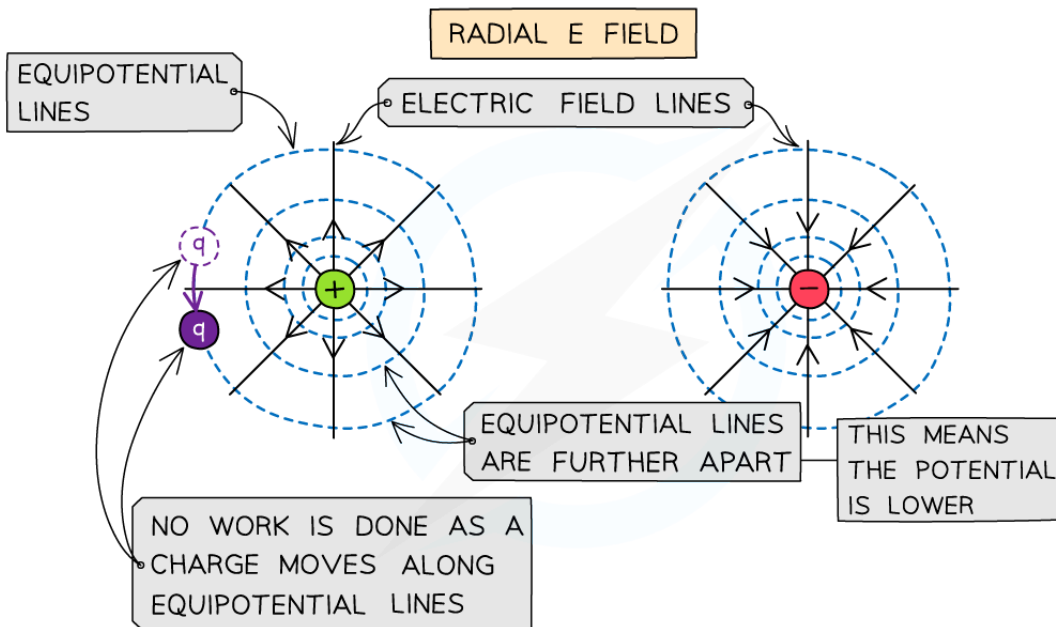 RADIAL E FIELD
EQUIPOTENTIAL
LINES
ELECTRIC FIELD LINES
q
q
+
−
EQUIPOTENTIAL LINES
ARE FURTHER APART
THIS MEANS
THE POTENTIAL
IS LOWER
NO WORK IS DONE AS A
CHARGE MOVES ALONG
EQUIPOTENTIAL LINES